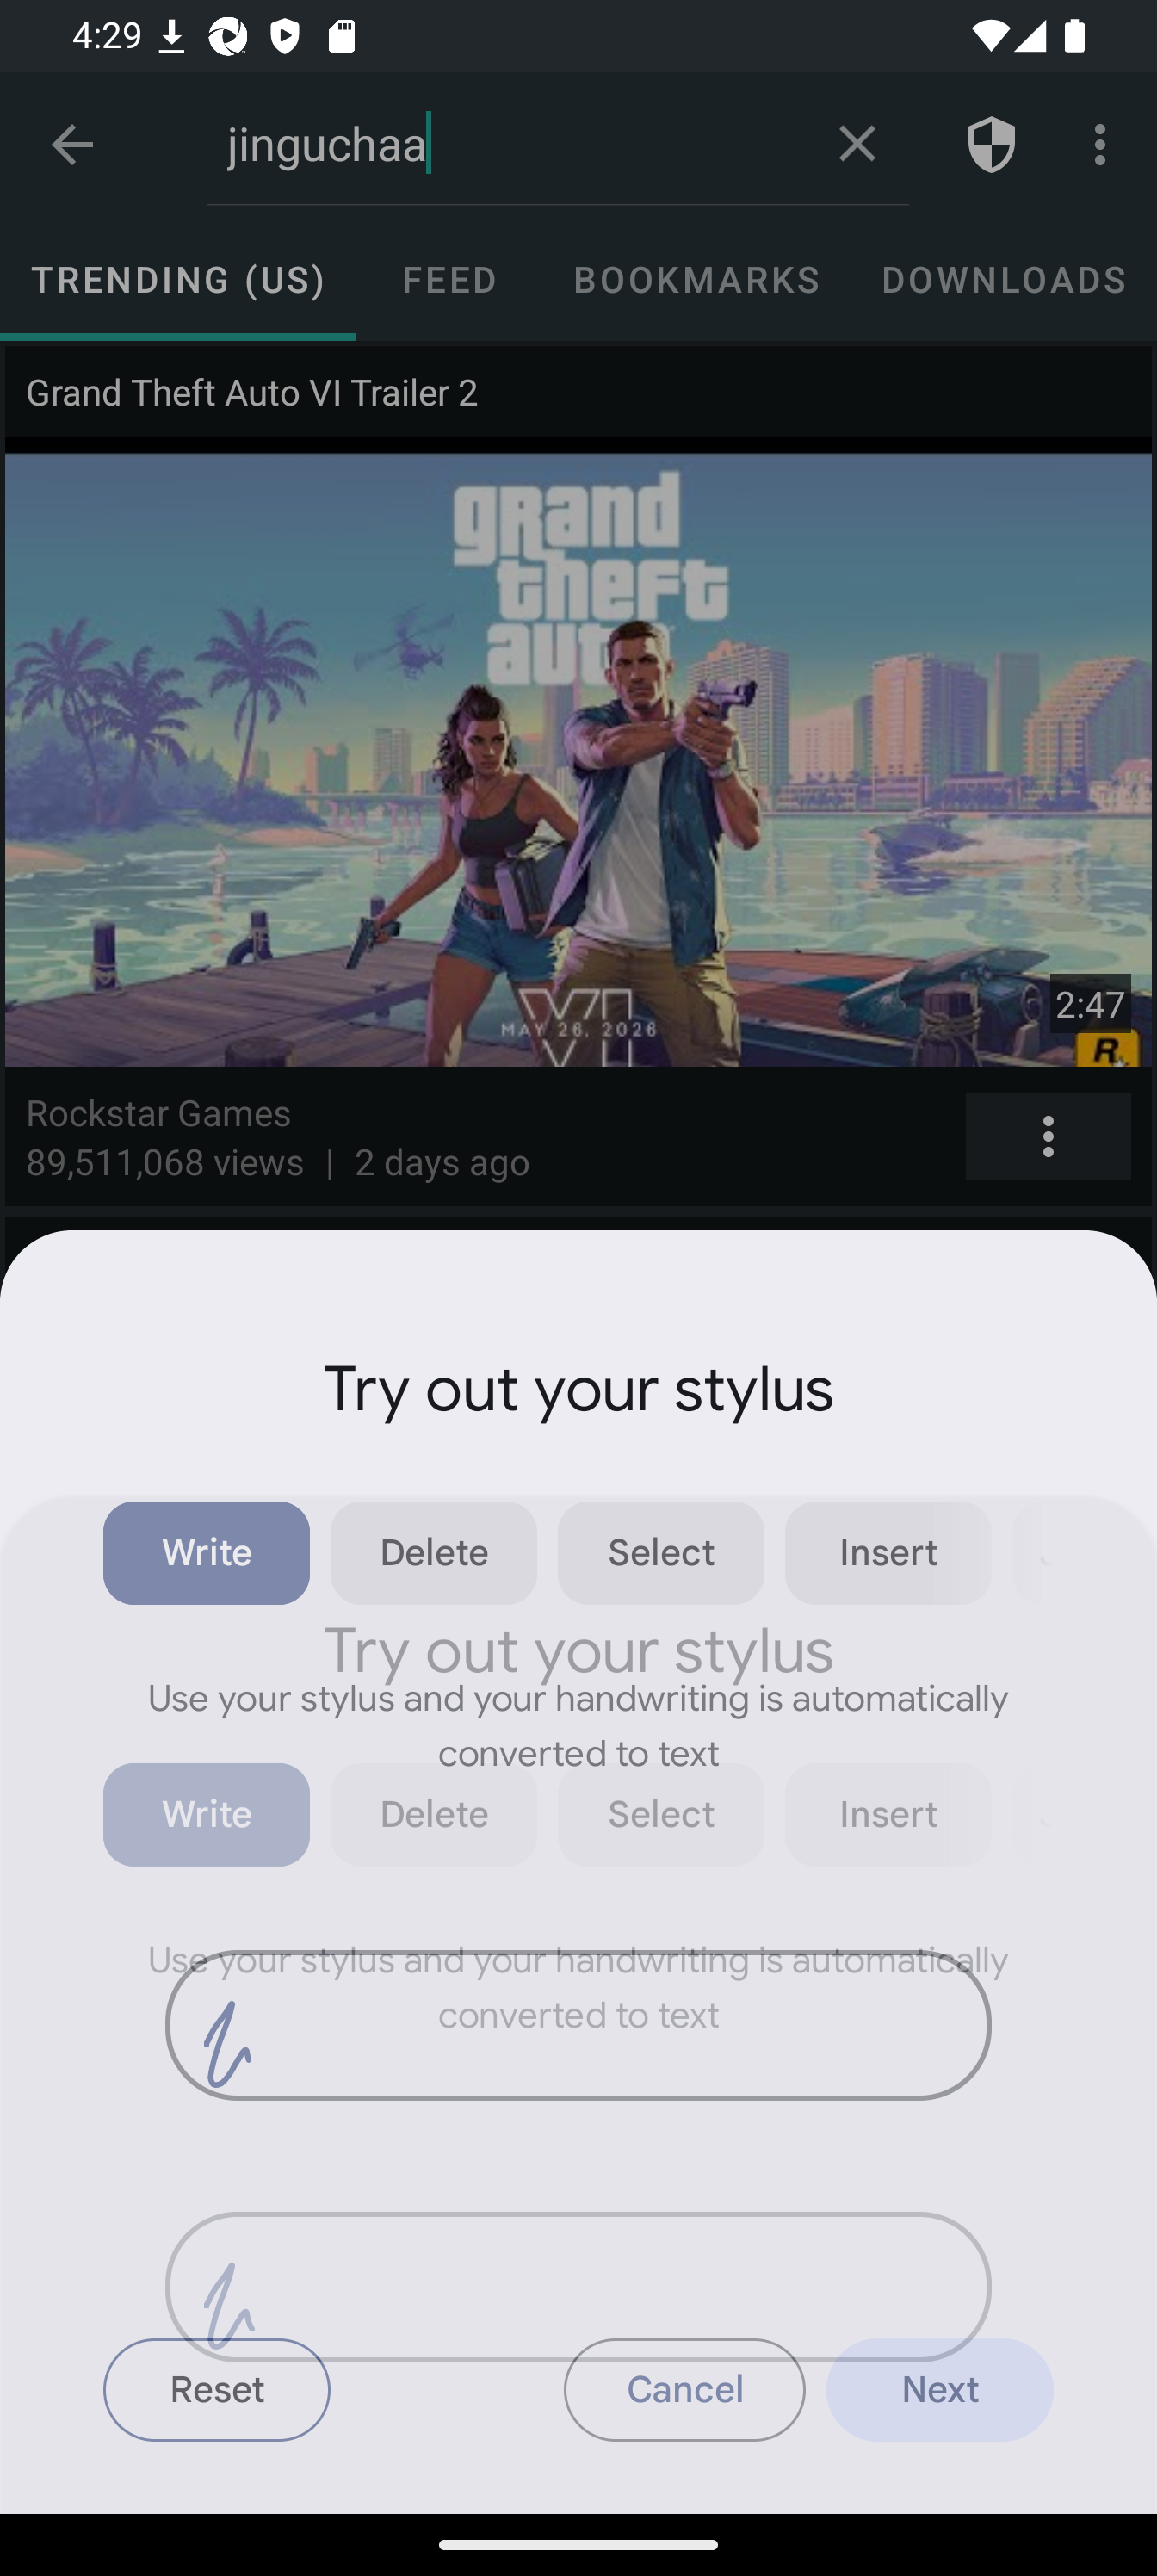 4:29
jinguchaa
TRENDING (US) FEED BOOKMARKS DOWNLOADS
Grand Theft Auto VI Trailer 2
grand
theft
auto
VI
MAY 26, 2026
2:47
R
Rockstar Games
89,511,068 views | 2 days ago
Try out your stylus
Write Delete Select Insert
Try out your stylus
Use your stylus and your handwriting is automatically
converted to text
Write Delete Select Insert
Use your stylus and your handwriting is automatically
converted to text
Reset Cancel Next